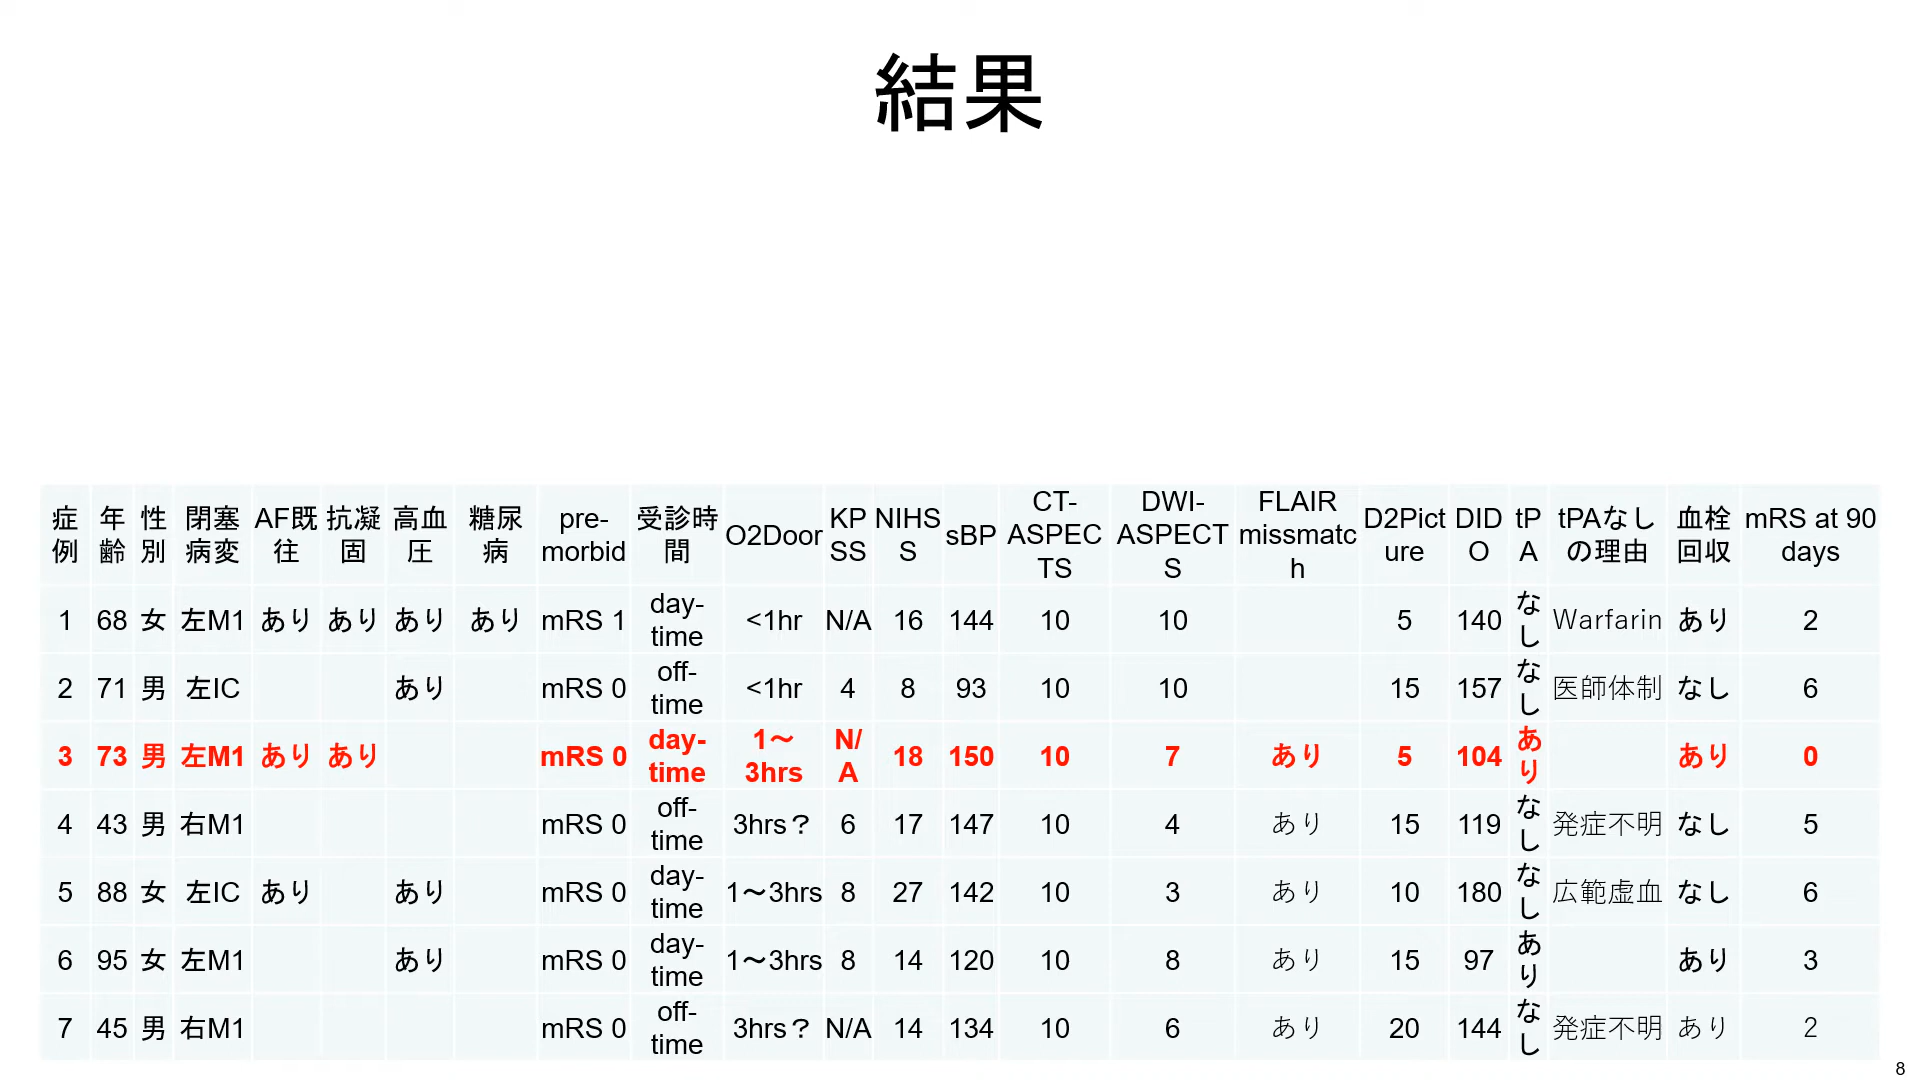 結果
症例 年齢 性別 閉塞病変 AF既往 抗凝固 高血圧 糖尿病 pre-morbid 受診時間 O2Door KPSS NIHSS sBP CT-ASPECTS DWI-ASPECTS FLAIR missmatch D2Picture DIDO tPA tPAなしの理由 血栓回収 mRS at 90 days
1 68 女 左M1 あり あり あり あり mRS 1 day-time <1hr N/A 16 144 10 10 5 140 なし Warfarin あり 2
2 71 男 左IC あり mRS 0 off-time <1hr 4 8 93 10 10 15 157 なし 医師体制 なし 6
3 73 男 左M1 あり あり mRS 0 day-time 1〜3hrs N/A 18 150 10 7 あり 5 104 あり あり 0
4 43 男 右M1 mRS 0 off-time 3hrs？ 6 17 147 10 4 あり 15 119 なし 発症不明 なし 5
5 88 女 左IC あり あり mRS 0 day-time 1〜3hrs 8 27 142 10 3 あり 10 180 なし 広範虚血 なし 6
6 95 女 左M1 あり mRS 0 day-time 1〜3hrs 8 14 120 10 8 あり 15 97 あり あり 3
7 45 男 右M1 mRS 0 off-time 3hrs？ N/A 14 134 10 6 あり 20 144 なし 発症不明 あり 2
8